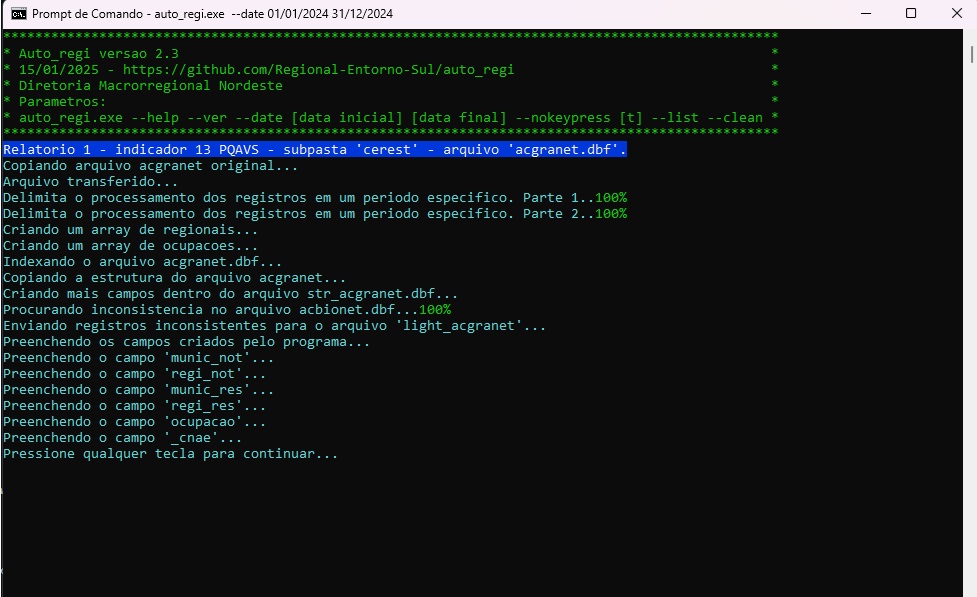 Prompt de Comando - auto_regi.exe --date 01/01/2024 31/12/2024
*************************************************************************************************
* Auto_regi versao 2.3 *
* 15/01/2025 - https://github.com/Regional-Entorno-Sul/auto_regi *
* Diretoria Macrorregional Nordeste *
* Parametros: *
* auto_regi.exe --help --ver --date [data inicial] [data final] --nokeypress [t] --list --clean *
*************************************************************************************************
Relatorio 1 - indicador 13 PQAVS - subpasta 'cerest' - arquivo 'acgranet.dbf'.
Copiando arquivo acgranet original...
Arquivo transferido...
Delimita o processamento dos registros em um periodo especifico. Parte 1..100%
Delimita o processamento dos registros em um periodo especifico. Parte 2..100%
Criando um array de regionais...
Criando um array de ocupacoes...
Indexando o arquivo acgranet.dbf...
Copiando a estrutura do arquivo acgranet...
Criando mais campos dentro do arquivo str_acgranet.dbf...
Procurando inconsistencia no arquivo acbionet.dbf...100%
Enviando registros inconsistentes para o arquivo 'light_acgranet'...
Preenchendo os campos criados pelo programa...
Preenchendo o campo 'munic_not'...
Preenchendo o campo 'regi_not'...
Preenchendo o campo 'munic_res'...
Preenchendo o campo 'regi_res'...
Preenchendo o campo 'ocupacao'...
Preenchendo o campo '_cnae'...
Pressione qualquer tecla para continuar...